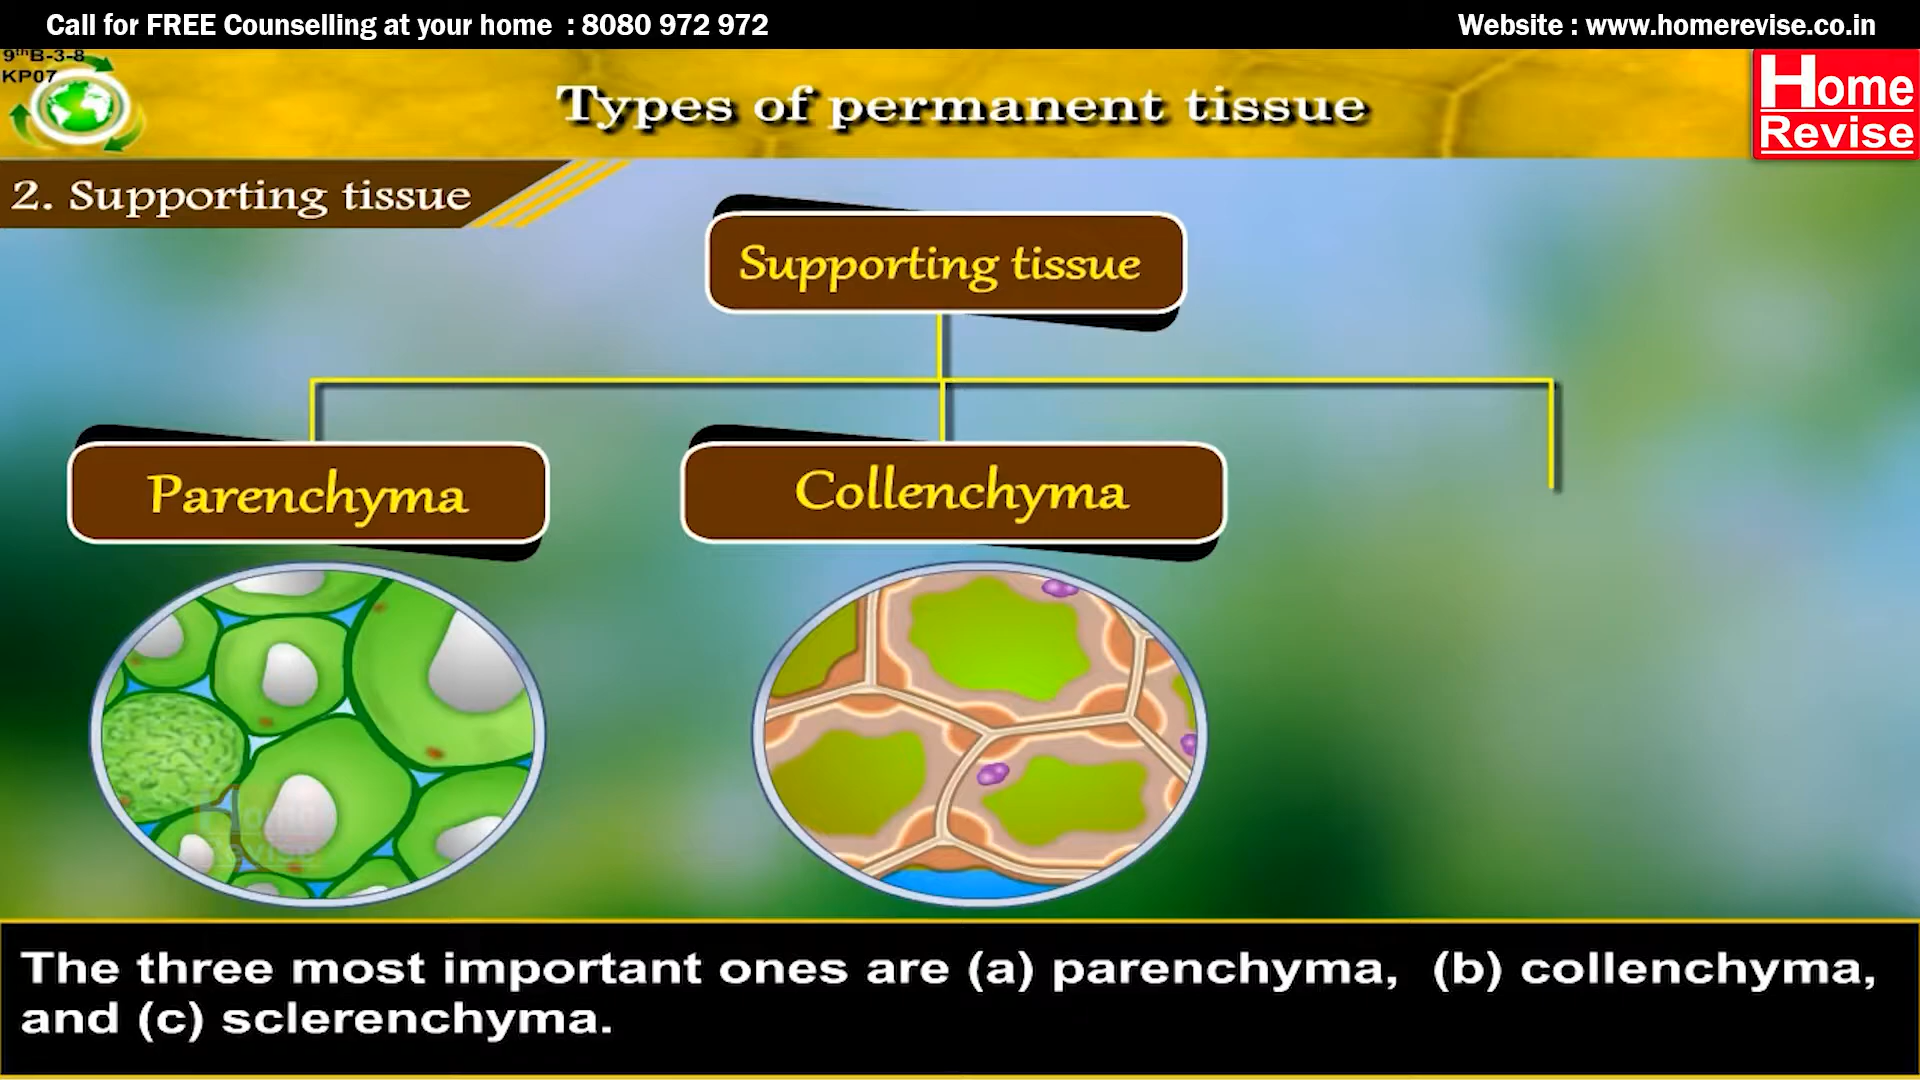 Call for FREE Counselling at your home : 8080 972 972
Website : www.homerevise.co.in
9thB-3-8
KP07
Types of permanent tissue
Home
Revise
2. Supporting tissue
Supporting tissue
Parenchyma
Collenchyma
Home
Revise
The three most important ones are (a) parenchyma, (b) collenchyma,
and (c) sclerenchyma.